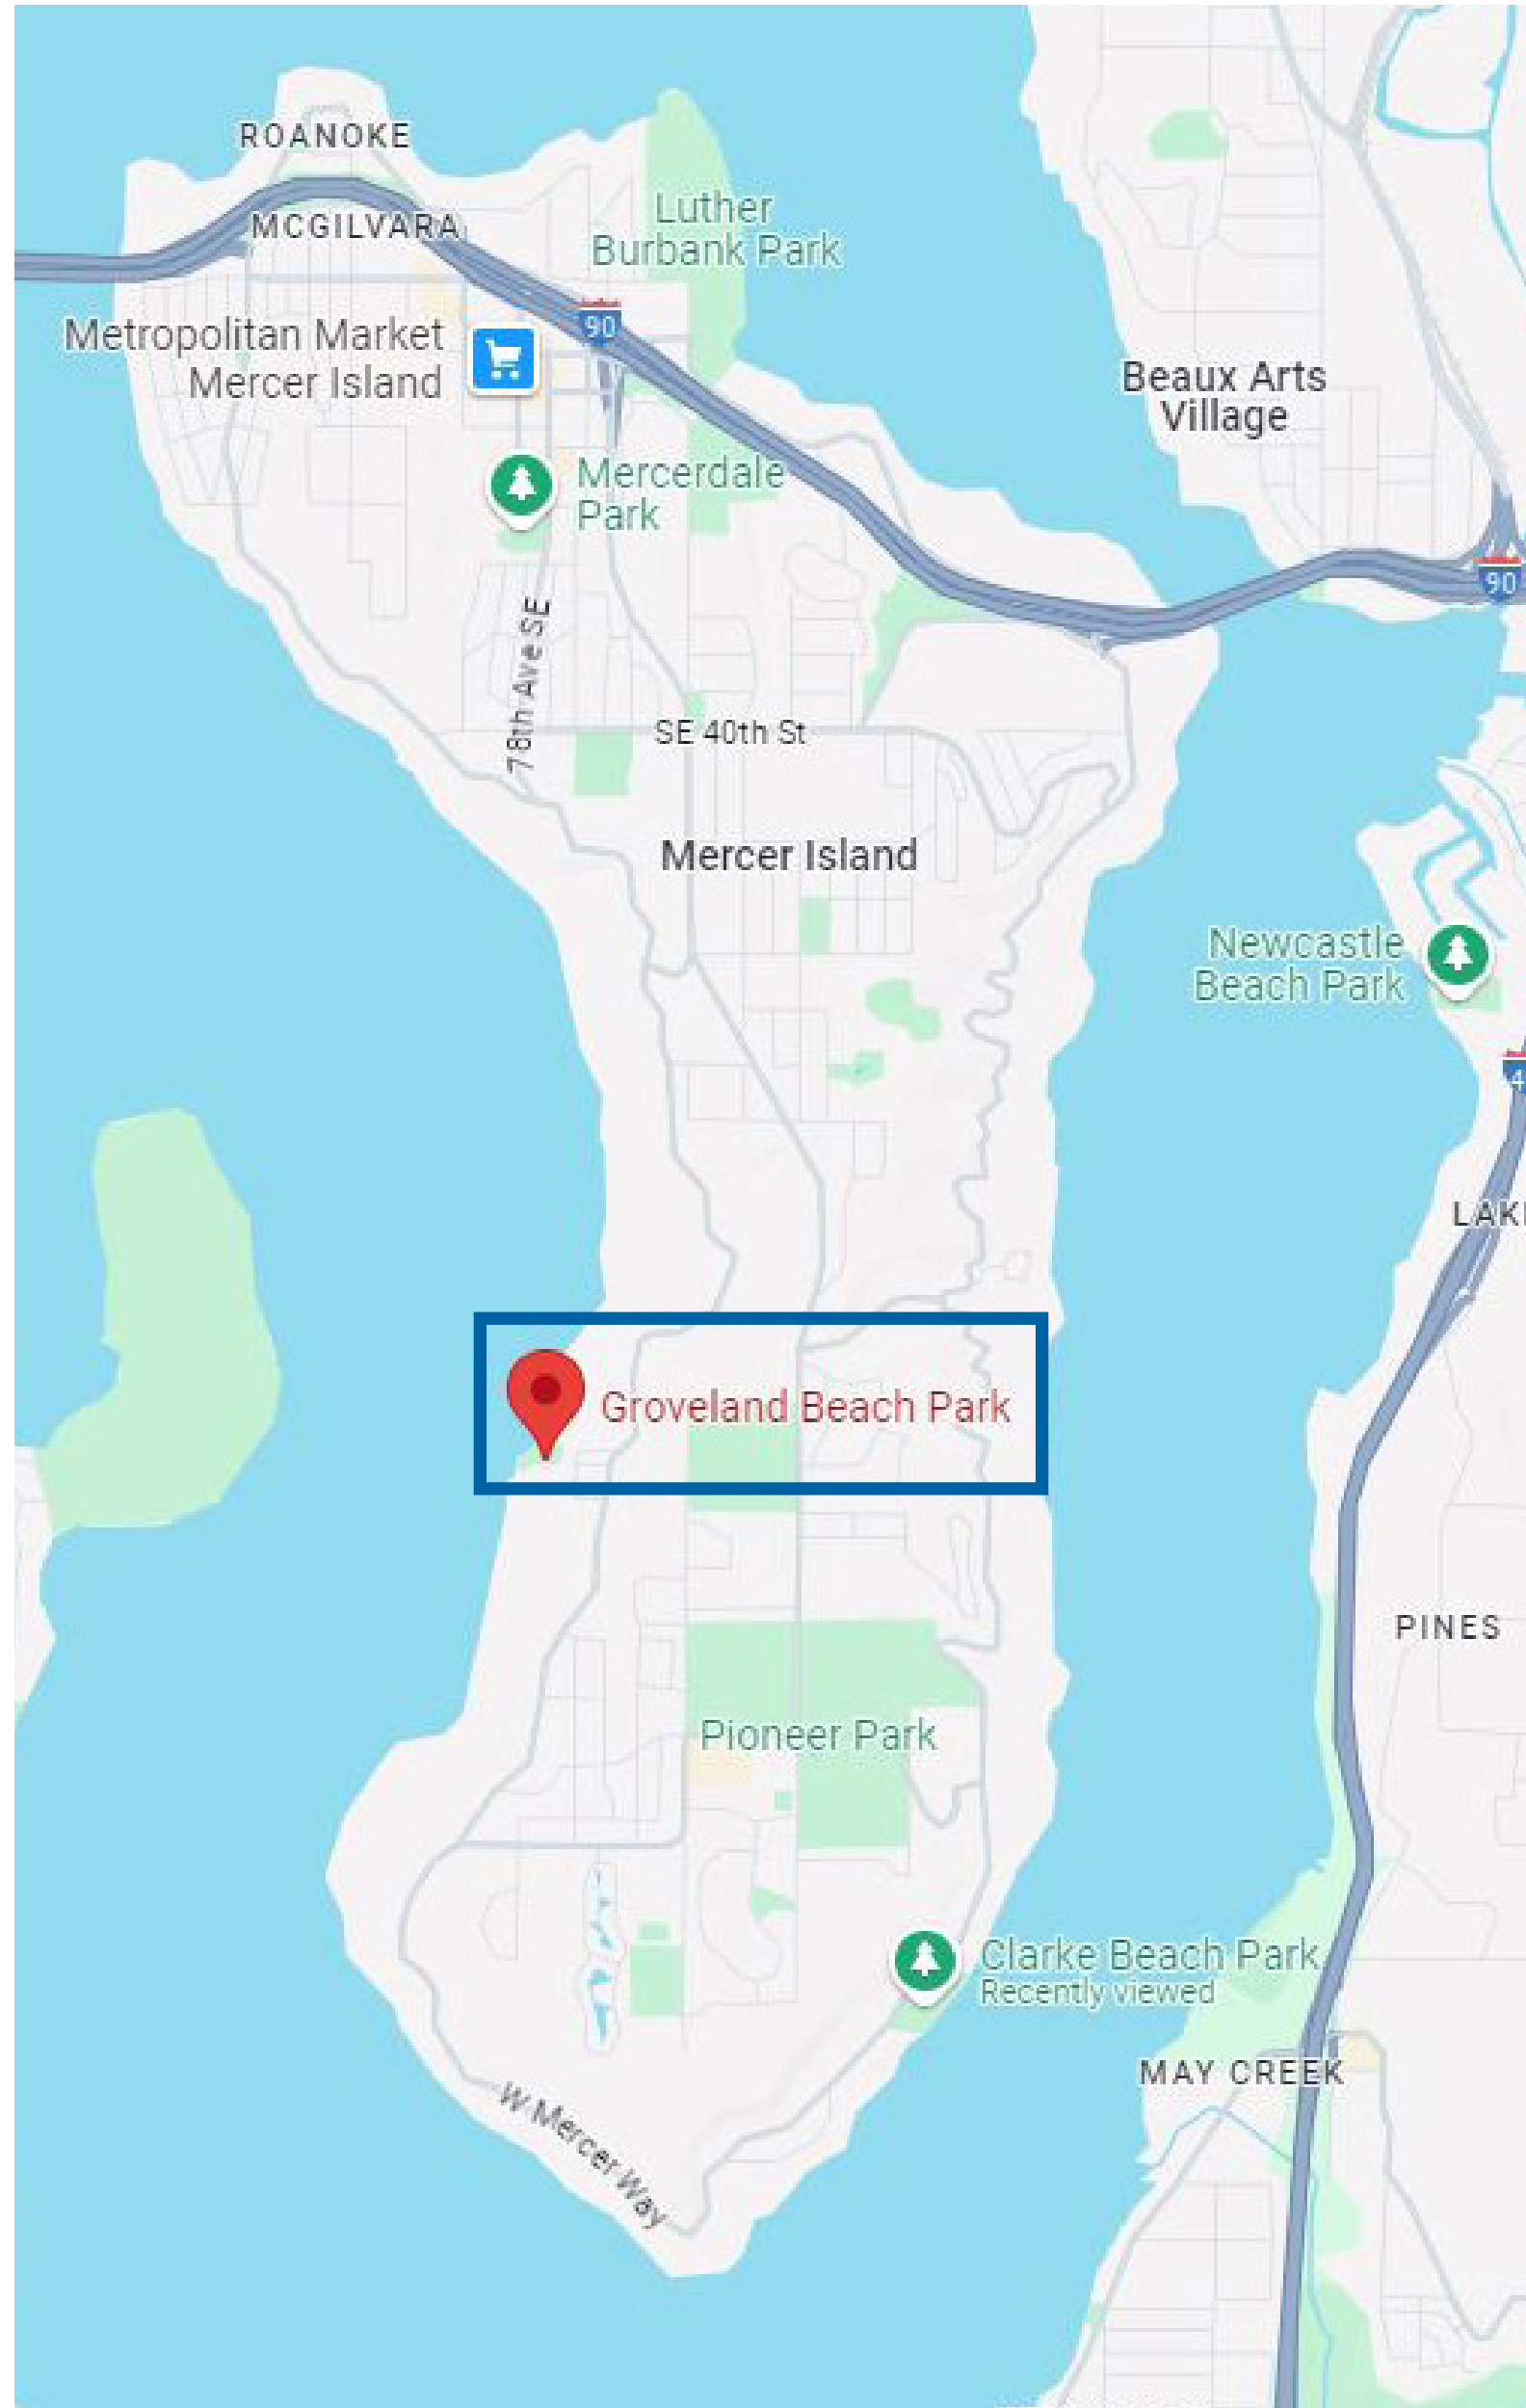 ROANOKE
MCGILVARA
Luther
Burbank Park
90
Metropolitan Market
Mercer Island
Beaux Arts
Village
Mercerdale
Park
90
78th Ave SE
SE 40th St
Mercer Island
Newcastle
Beach Park
4
LAK
Groveland Beach Park
PINES
Pioneer Park
Clarke Beach Park
Recently viewed
MAY CREEK
W Mercer Way